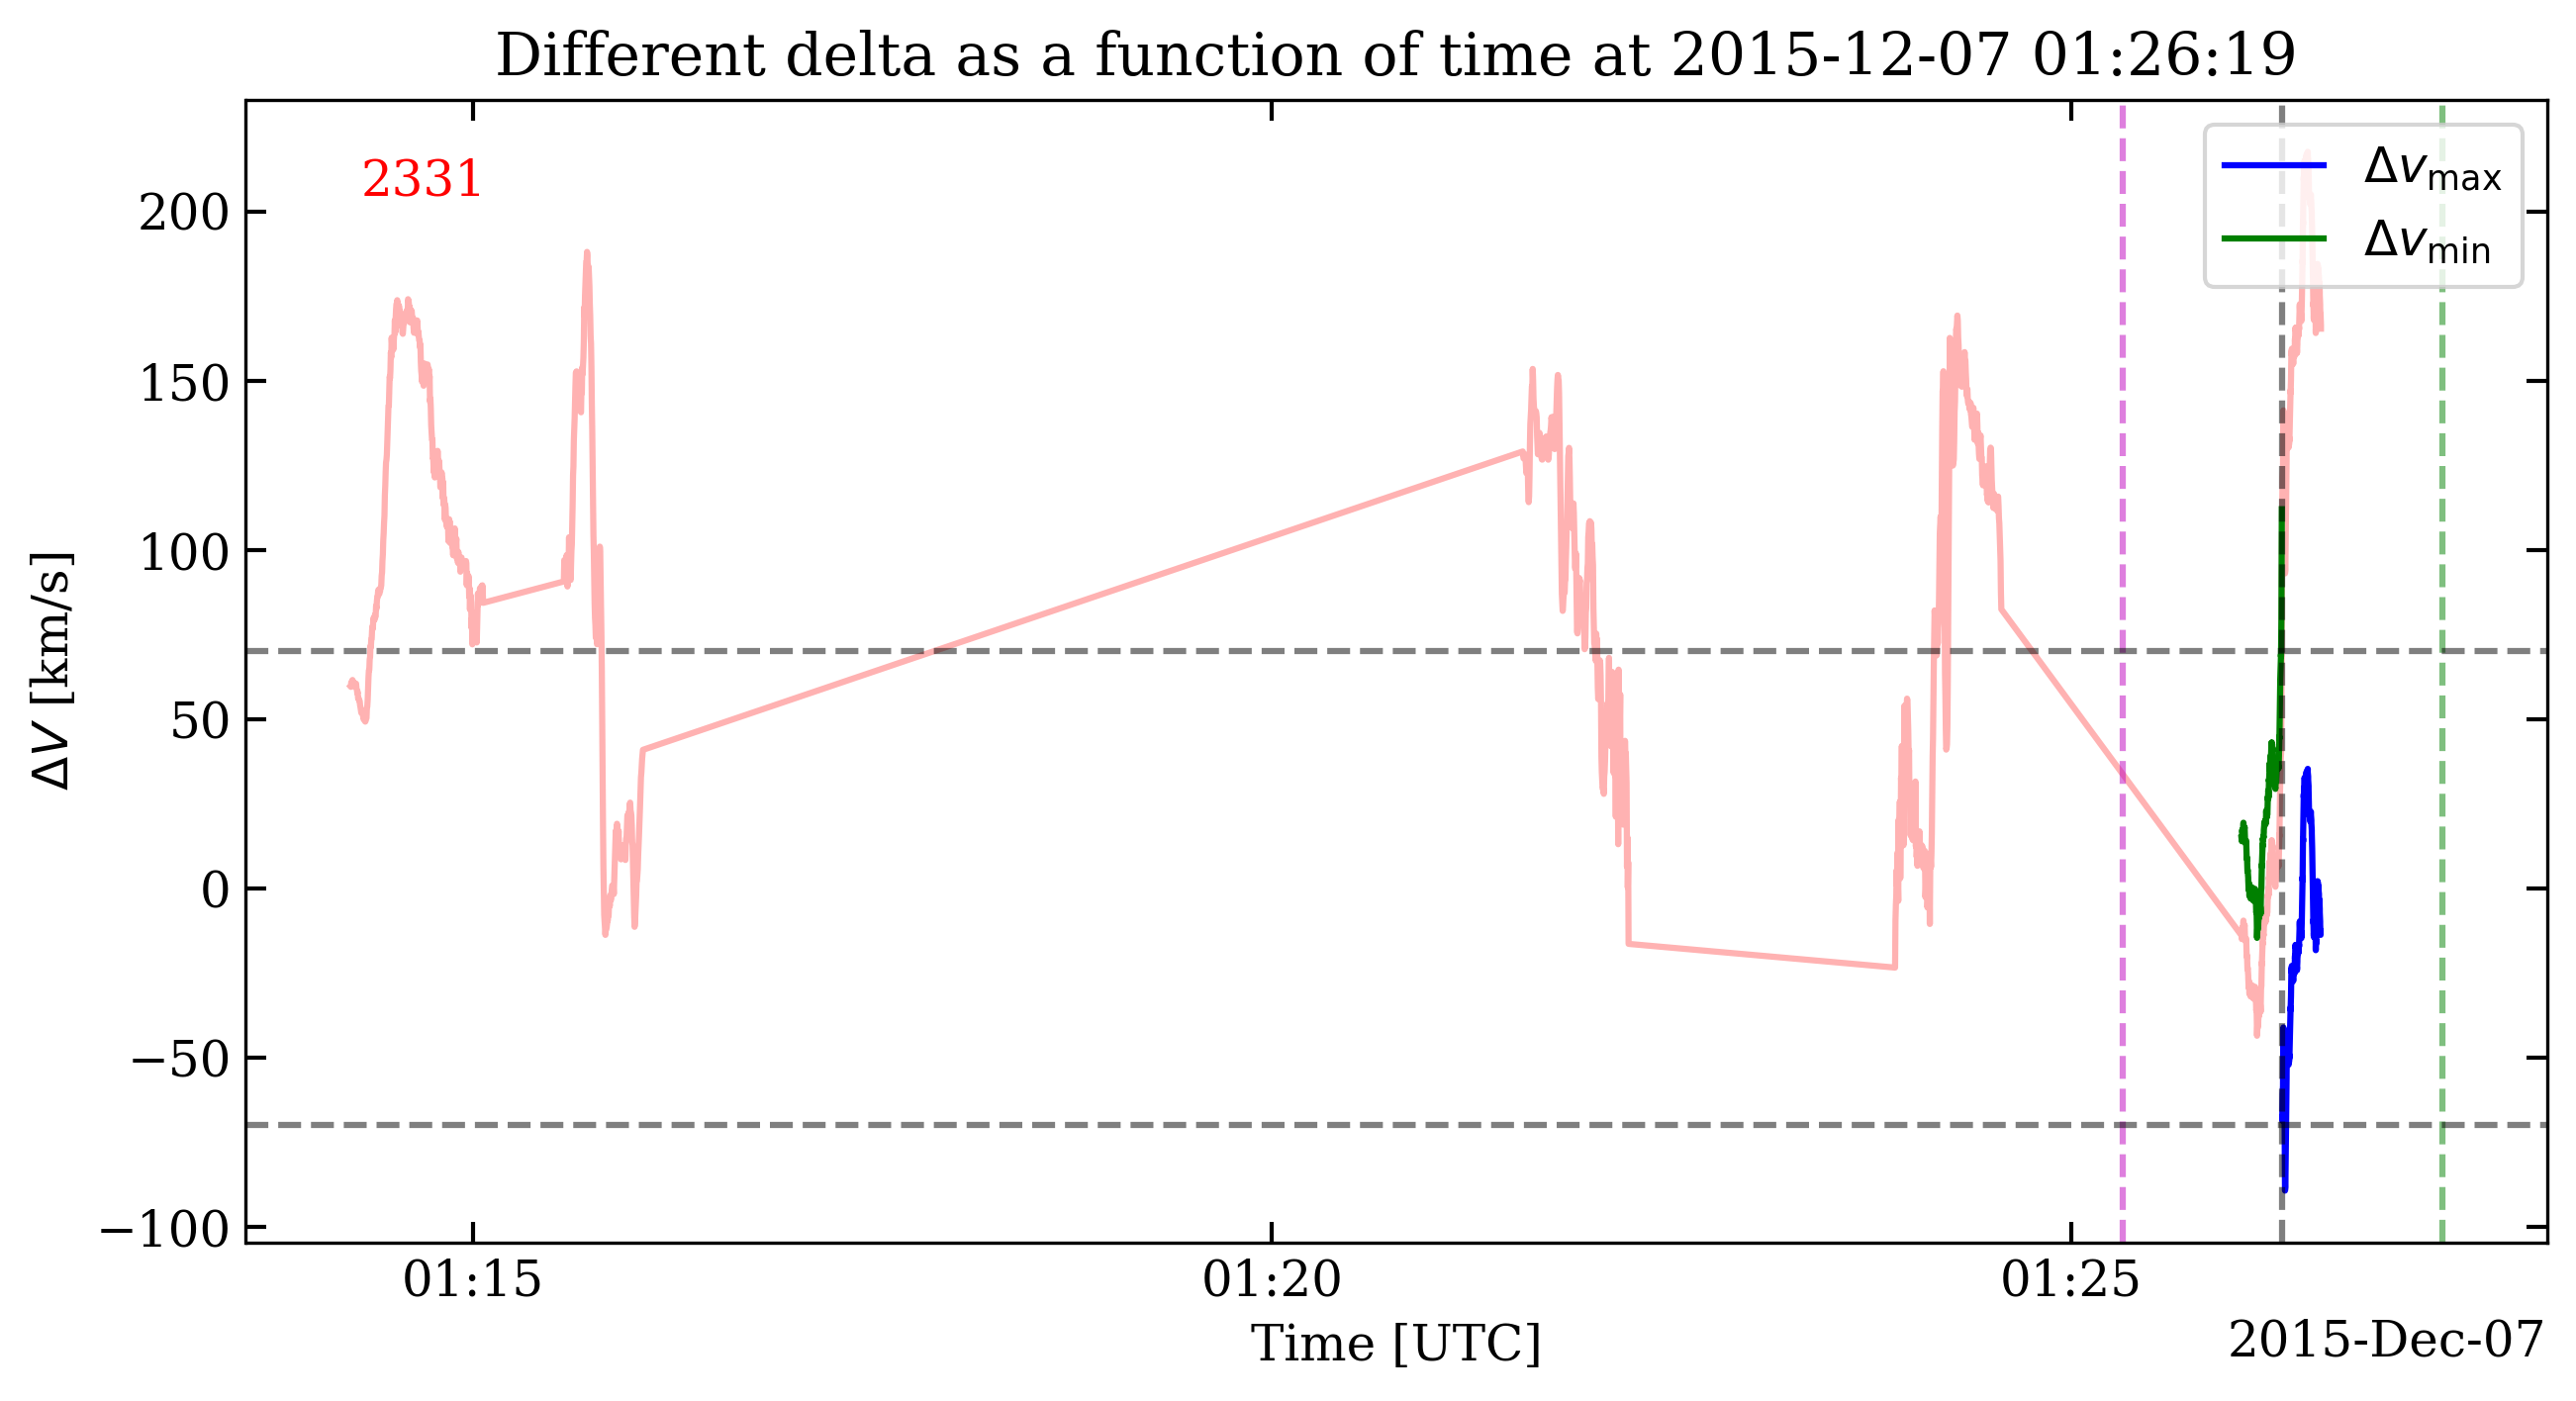 Different delta as a function of time at 2015-12-07 01:26:19
2331
Δv_max
Δv_min
200
150
100
50
0
−50
−100
ΔV [km/s]
01:15
01:20
01:25
Time [UTC]
2015-Dec-07